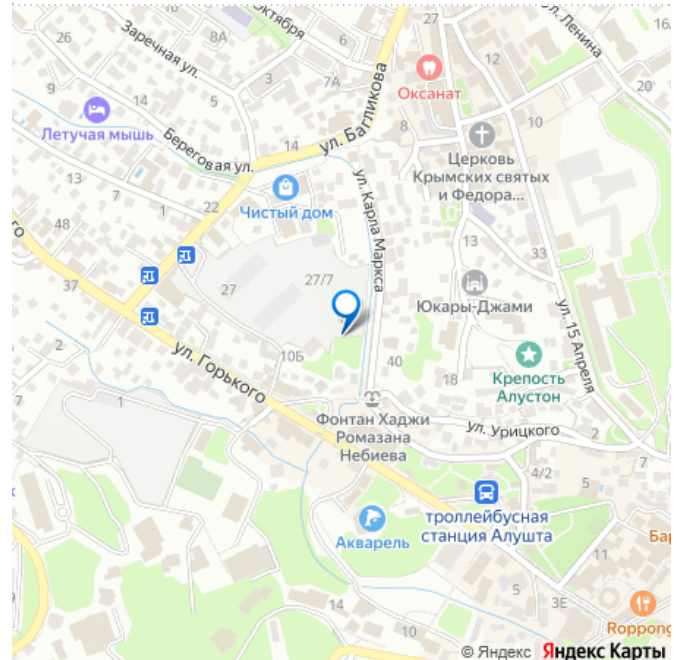 Октября
ул. Ленина
26
Заречная ул.
8А
6
27
16
12
3
7А
4
Оксанат
20
9
14
5
ул. Багликова
8
10
Летучая мышь
Береговая ул.
14
Церковь
Крымских святых
и Федора...
13
7
1
22
Чистый дом
ул. Карла Маркса
48
13
33
27
27/7
37
Юкары-Джами
ул. 15 Апреля
2
ул. Горького
10Б
40
18
Крепость
Алустон
7
1
Фонтан Хаджи
Ромазана
Небиева
ул. Урицкого
2
4/2
7
троллейбусная
станция Алушта
Акварель
Ба
11
5
3Е
14
10
Roppong
© Яндекс Яндекс Карты